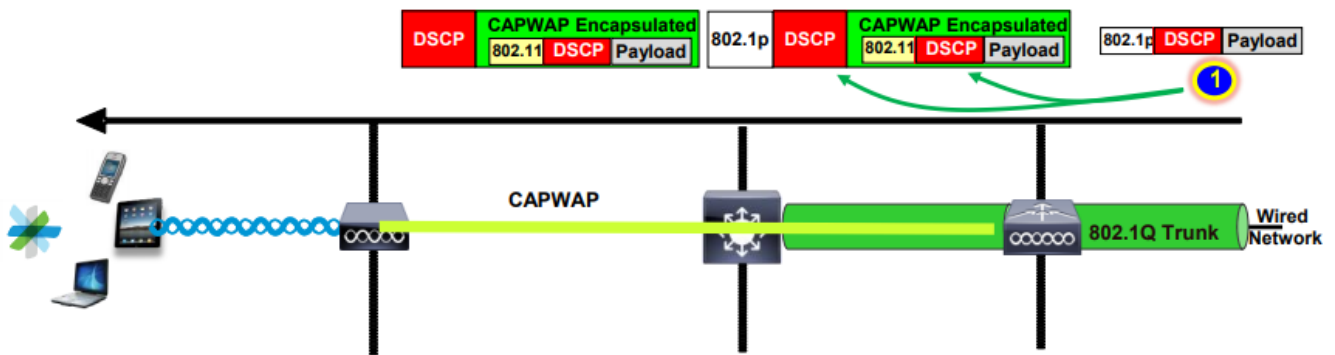 DSCP
CAPWAP Encapsulated
802.11 DSCP Payload
802.1p
DSCP
CAPWAP Encapsulated
802.11 DSCP Payload
802.1p DSCP Payload
1
CAPWAP
802.1Q Trunk
Wired
Network